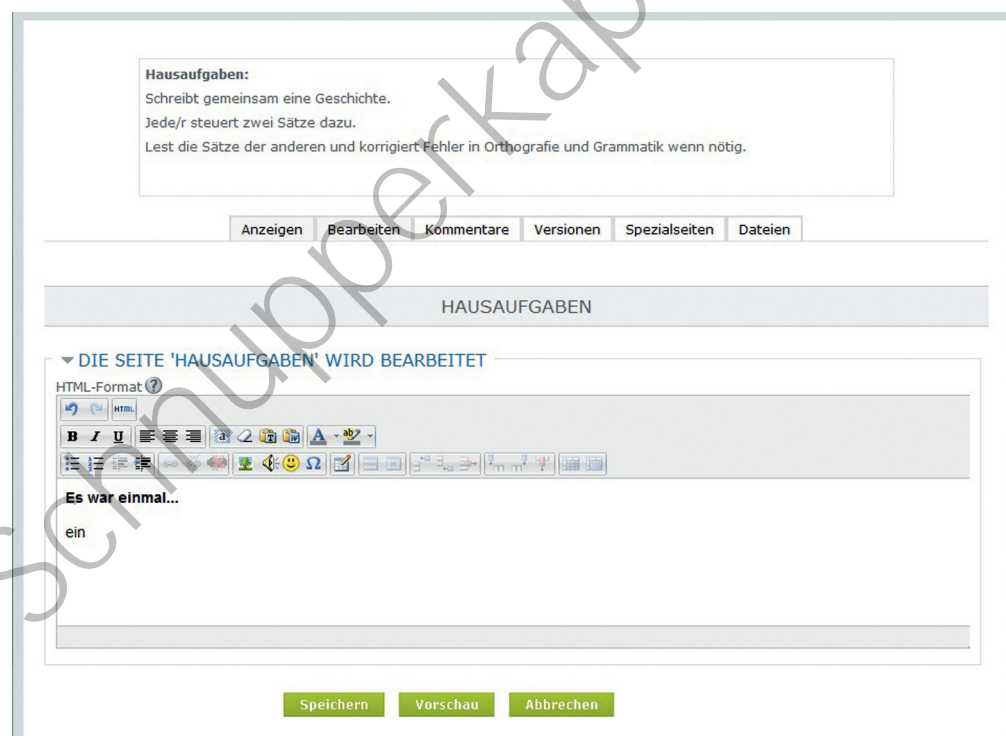 Hausaufgaben:
Schreibt gemeinsam eine Geschichte.
Jede/r steuert zwei Sätze dazu.
Lest die Sätze der anderen und korrigiert Fehler in Orthografie und Grammatik wenn nötig.
Anzeigen Bearbeiten Kommentare Versionen Spezialseiten Dateien
HAUSAUFGABEN
DIE SEITE 'HAUSAUFGABEN' WIRD BEARBEITET
HTML-Format ?
HTML
B I U A ab
Ω
Es war einmal...
ein
Speichern Vorschau Abbrechen
Schnupperkap